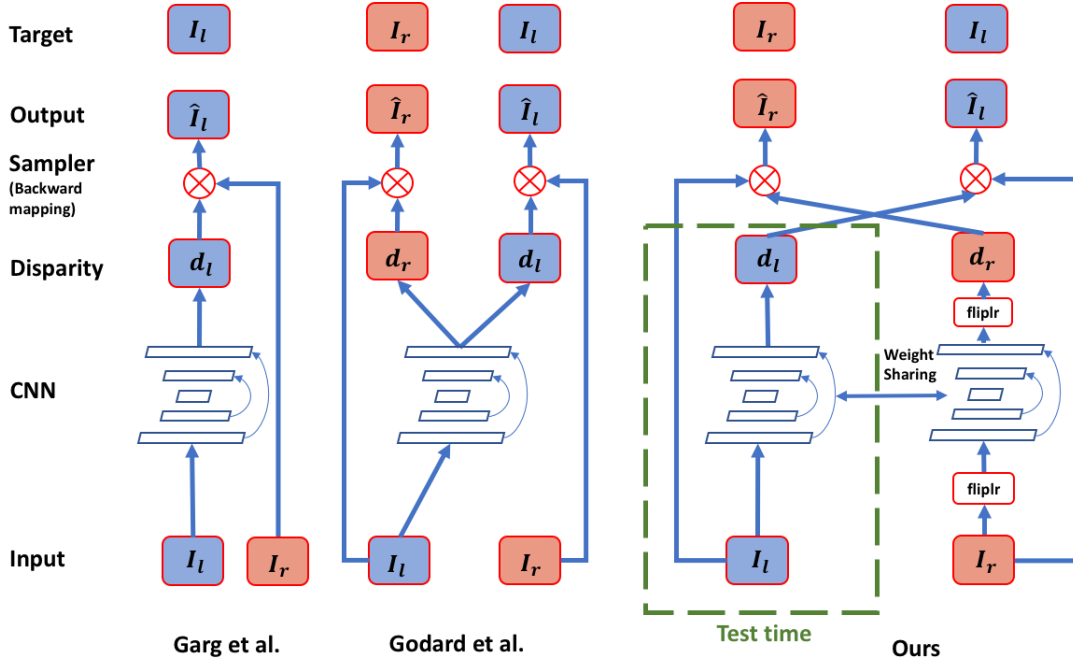 Target
I_l
I_r
I_l
I_r
I_l
Output
Î_l
Î_r
Î_l
Î_r
Î_l
Sampler
(Backward
mapping)
Disparity
d_l
d_r
d_l
d_l
d_r
fliplr
CNN
Weight
Sharing
fliplr
Input
I_l
I_r
I_l
I_r
I_l
I_r
Test time
Garg et al.
Godard et al.
Ours